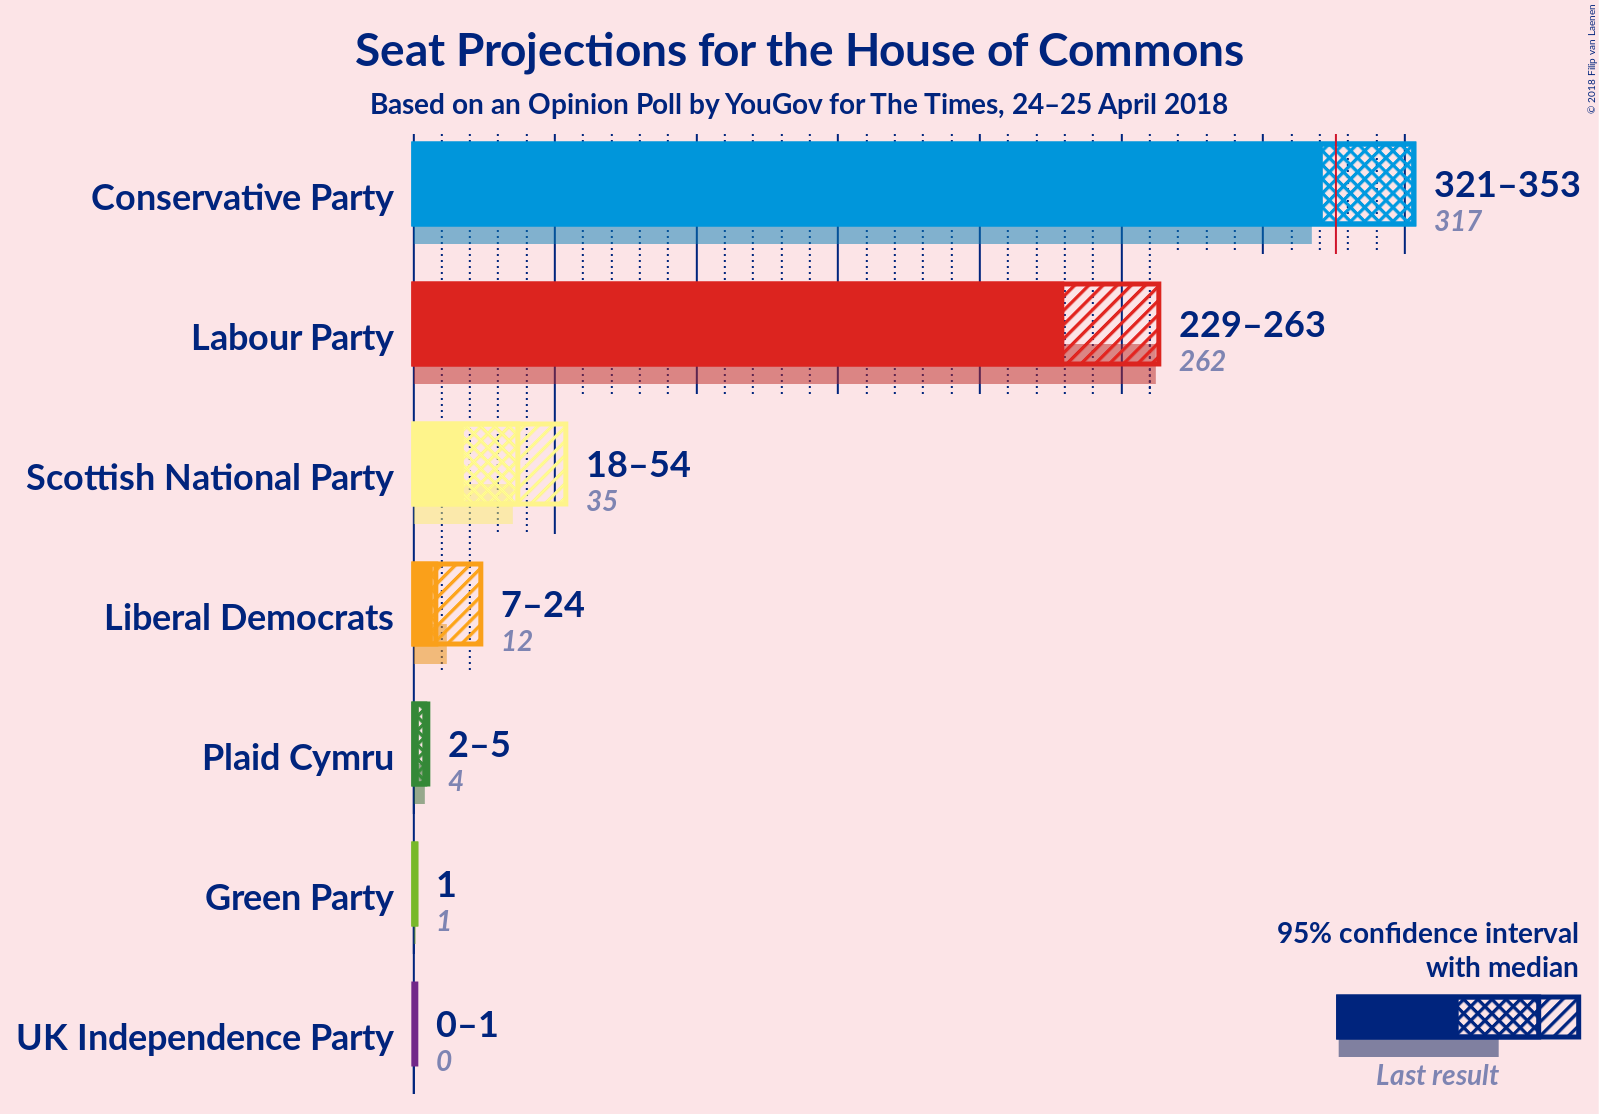 Seat Projections for the House of Commons
Based on an Opinion Poll by YouGov for The Times, 24–25 April 2018
© 2018 Filip van Laenen
Conservative Party
321–353
317
Labour Party
229–263
262
Scottish National Party
18–54
35
Liberal Democrats
7–24
12
Plaid Cymru
2–5
4
Green Party
1
1
UK Independence Party
0–1
0
95% confidence interval
with median
Last result